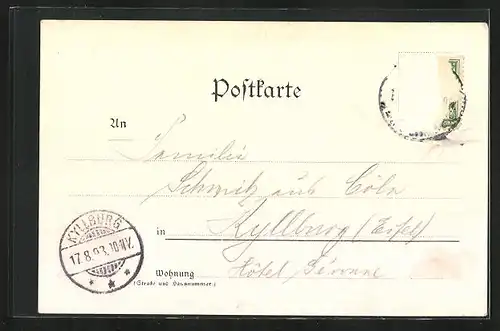 Postkarte
An
Familie
Schmitz aus Cöln
in Kyllburg (Eifel)
KYLLBURG
17.8.03.10-11V.
Wohnung
(Straße und Hausnummer.)
Hôtel